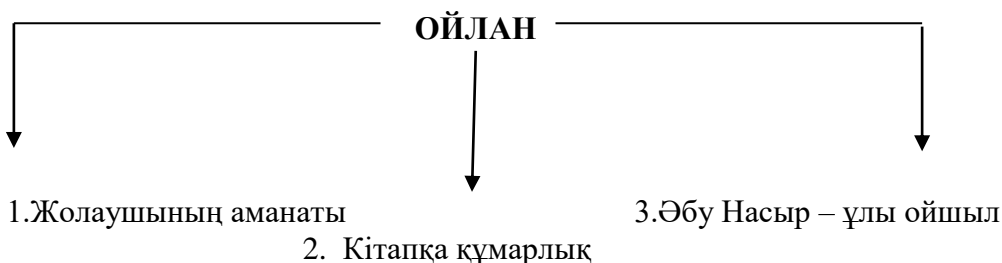 ОЙЛАН
1.Жолаушының аманаты
3.Әбу Насыр – ұлы ойшыл
2. Кітапқа құмарлық